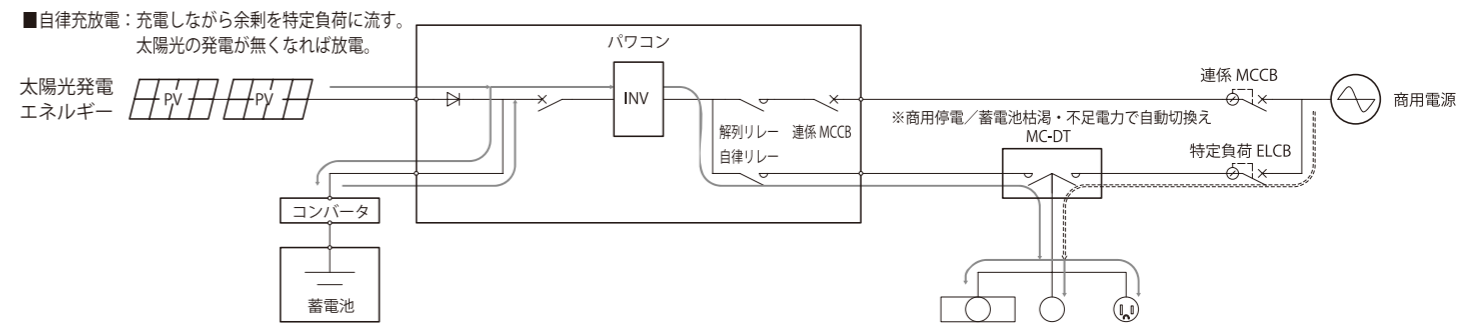 ■自律充放電：充電しながら余剰を特定負荷に流す。
太陽光の発電が無くなれば放電。
パワコン
太陽光発電
エネルギー
PV
PV
INV
連係 MCCB
商用電源
※商用停電／蓄電池枯渇・不足電力で自動切換え
解列リレー
連係 MCCB
MC-DT
自律リレー
特定負荷 ELCB
コンバータ
蓄電池